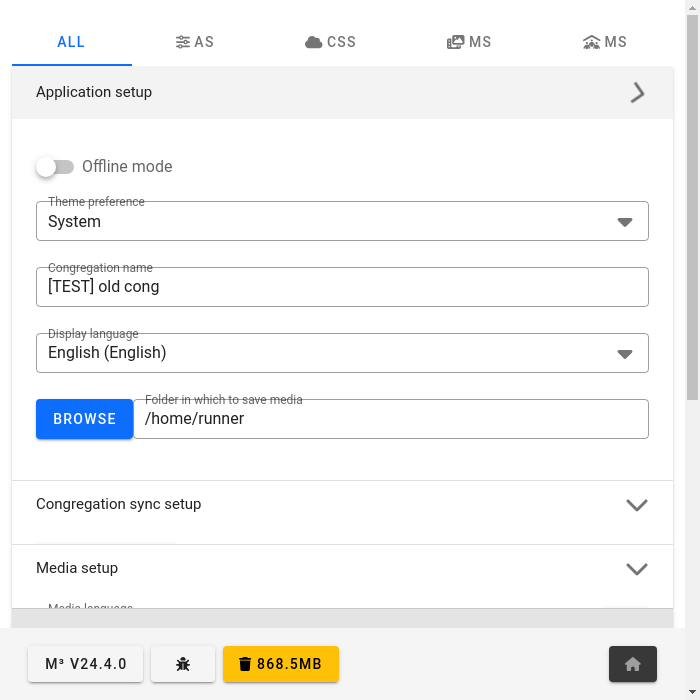 ALL AS CSS MS MS
Application setup
Offline mode
Theme preference
System
Congregation name
[TEST] old cong
Display language
English (English)
Folder in which to save media
BROWSE /home/runner
Congregation sync setup
Media setup
Media language
M³ V24.4.0 868.5MB